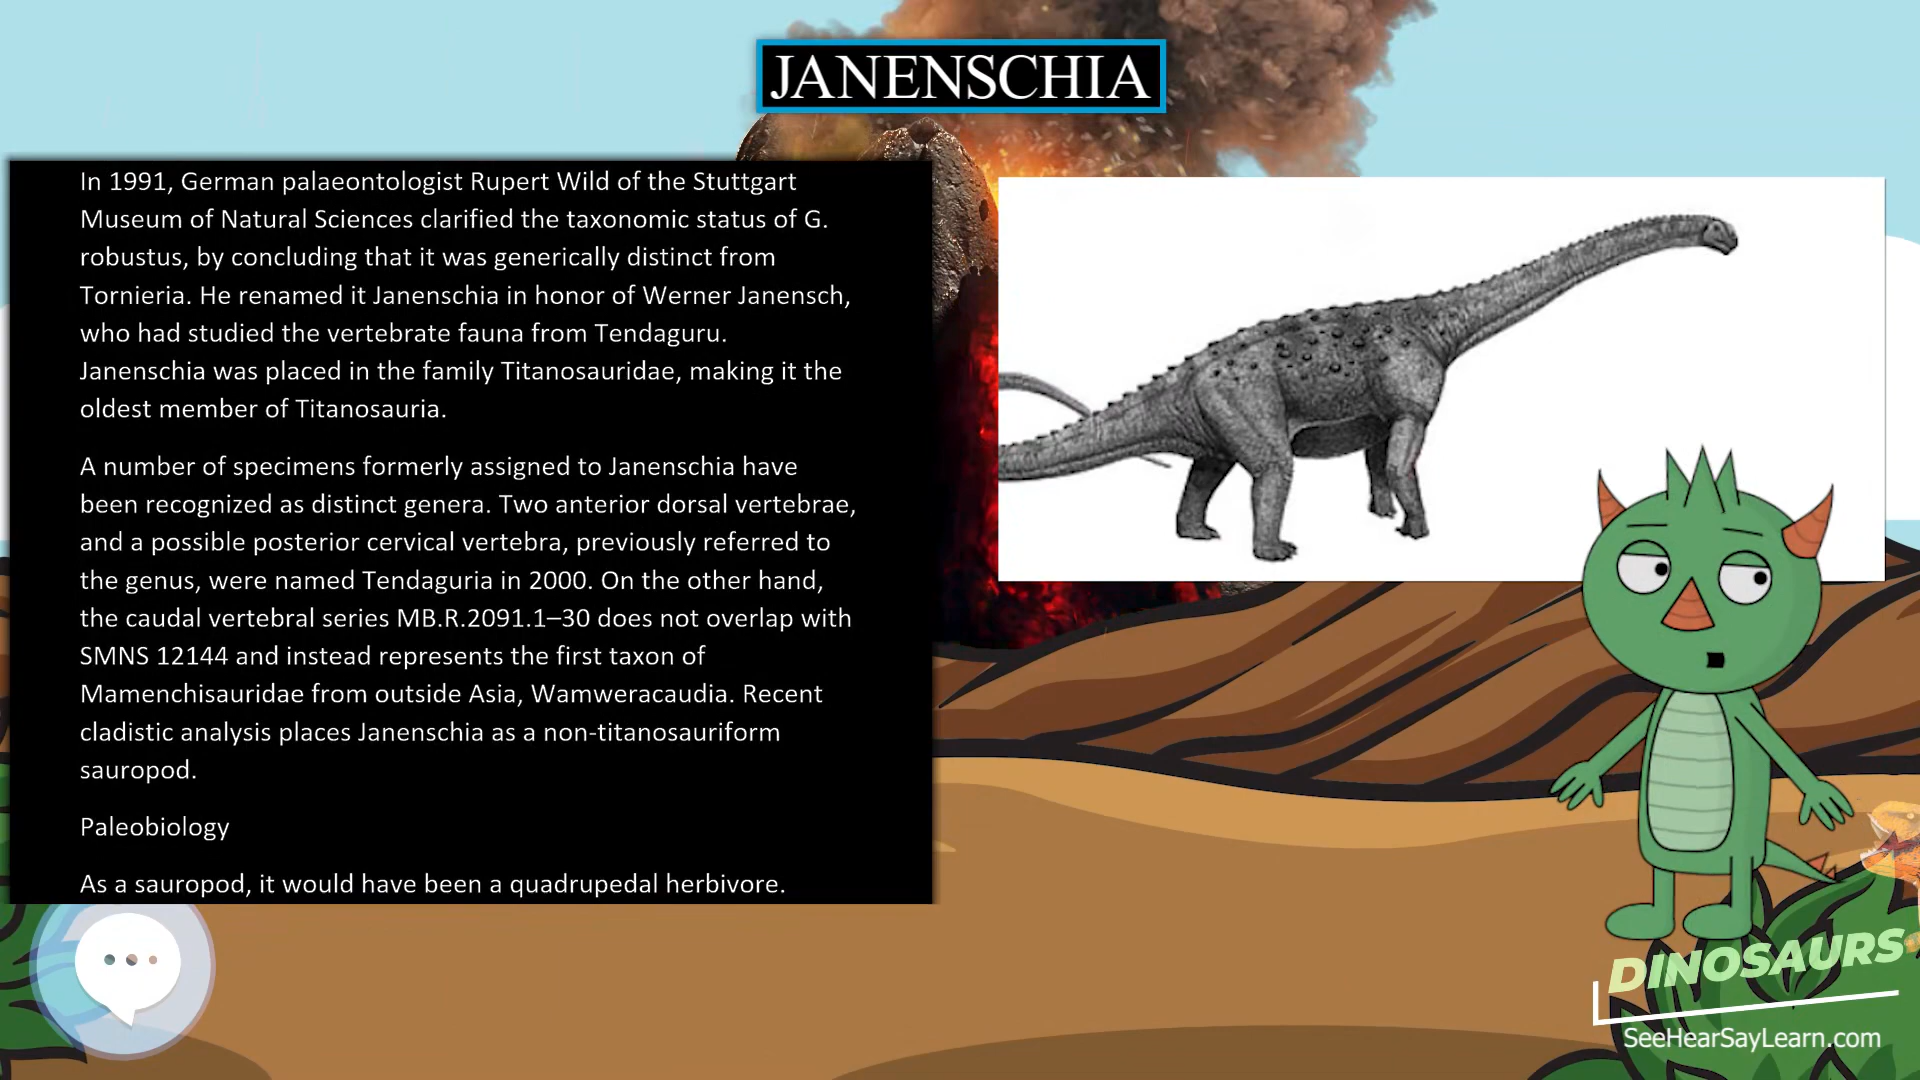 JANENSCHIA
In 1991, German palaeontologist Rupert Wild of the Stuttgart
Museum of Natural Sciences clarified the taxonomic status of G.
robustus, by concluding that it was generically distinct from
Tornieria. He renamed it Janenschia in honor of Werner Janensch,
who had studied the vertebrate fauna from Tendaguru.
Janenschia was placed in the family Titanosauridae, making it the
oldest member of Titanosauria.
A number of specimens formerly assigned to Janenschia have
been recognized as distinct genera. Two anterior dorsal vertebrae,
and a possible posterior cervical vertebra, previously referred to
the genus, were named Tendaguria in 2000. On the other hand,
the caudal vertebral series MB.R.2091.1–30 does not overlap with
SMNS 12144 and instead represents the first taxon of
Mamenchisauridae from outside Asia, Wamweracaudia. Recent
cladistic analysis places Janenschia as a non-titanosauriform
sauropod.
Paleobiology
As a sauropod, it would have been a quadrupedal herbivore.
DINOSAURS
SeeHearSayLearn.com